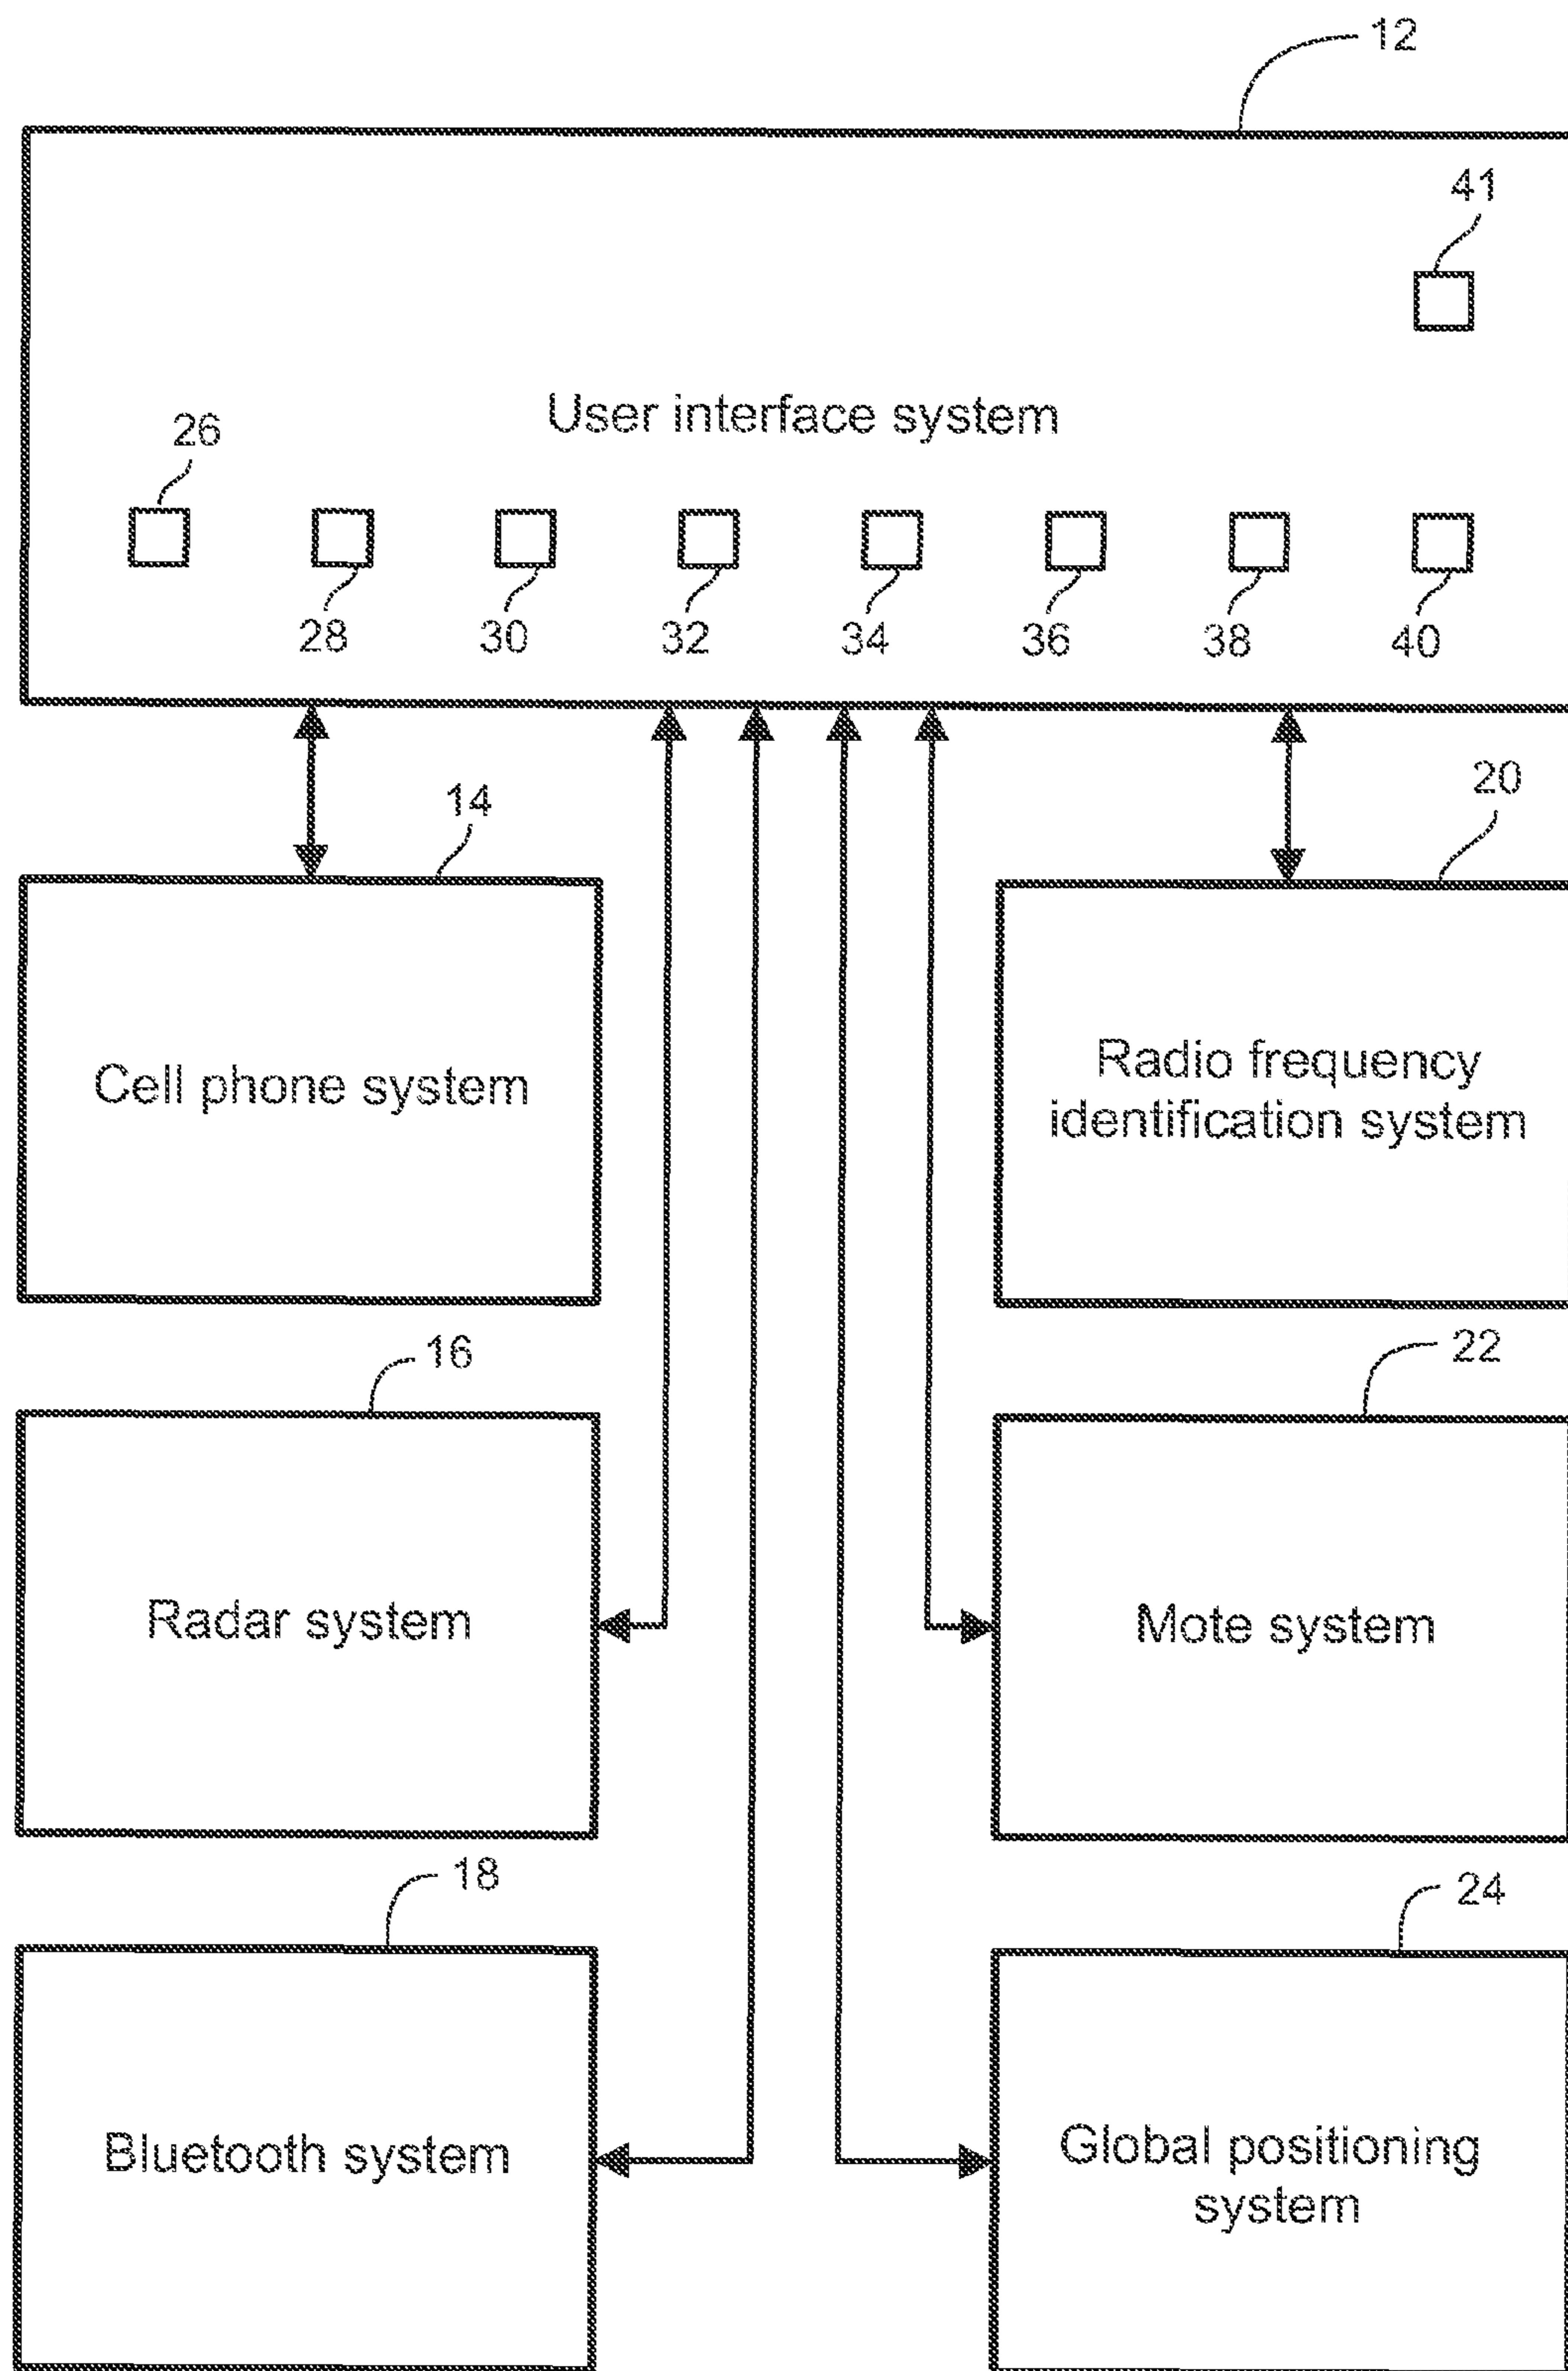 12
41
User interface system
26
28 30 32 34 36 38 40
14
20
Cell phone system
Radio frequency
identification system
16
22
Radar system
Mote system
18
24
Bluetooth system
Global positioning
system